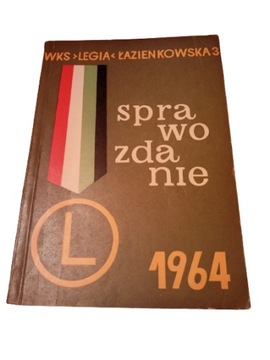 WKS >LEGIA< ŁAZIENKOWSKA 3
spra
wo
zda
nie
L
1964